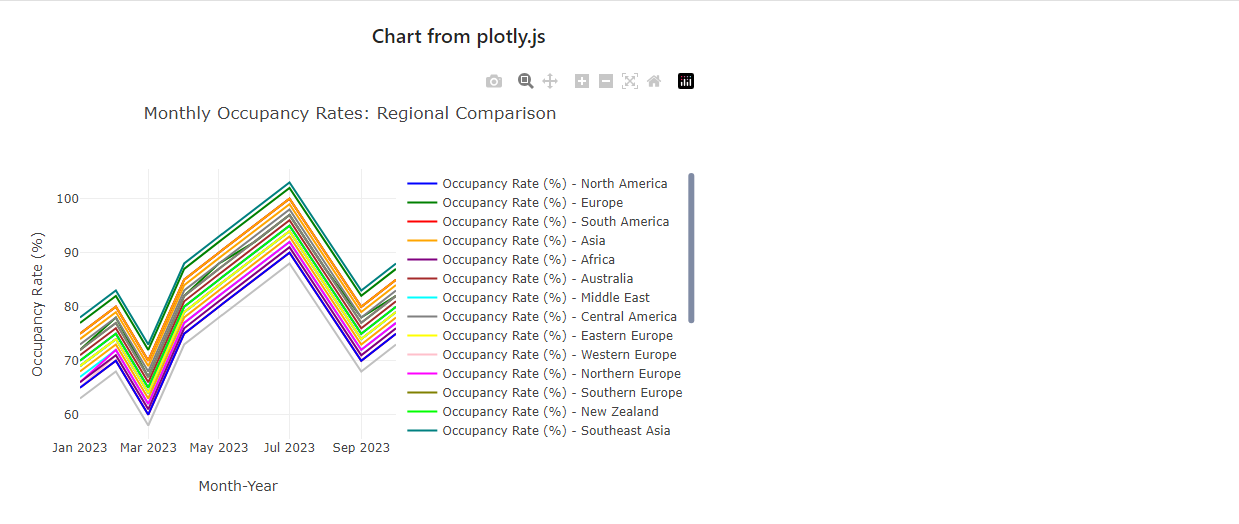 Chart from plotly.js
Monthly Occupancy Rates: Regional Comparison
Occupancy Rate (%)
100
90
80
70
60
Jan 2023 Mar 2023 May 2023 Jul 2023 Sep 2023
Month-Year
Occupancy Rate (%) - North America
Occupancy Rate (%) - Europe
Occupancy Rate (%) - South America
Occupancy Rate (%) - Asia
Occupancy Rate (%) - Africa
Occupancy Rate (%) - Australia
Occupancy Rate (%) - Middle East
Occupancy Rate (%) - Central America
Occupancy Rate (%) - Eastern Europe
Occupancy Rate (%) - Western Europe
Occupancy Rate (%) - Northern Europe
Occupancy Rate (%) - Southern Europe
Occupancy Rate (%) - New Zealand
Occupancy Rate (%) - Southeast Asia